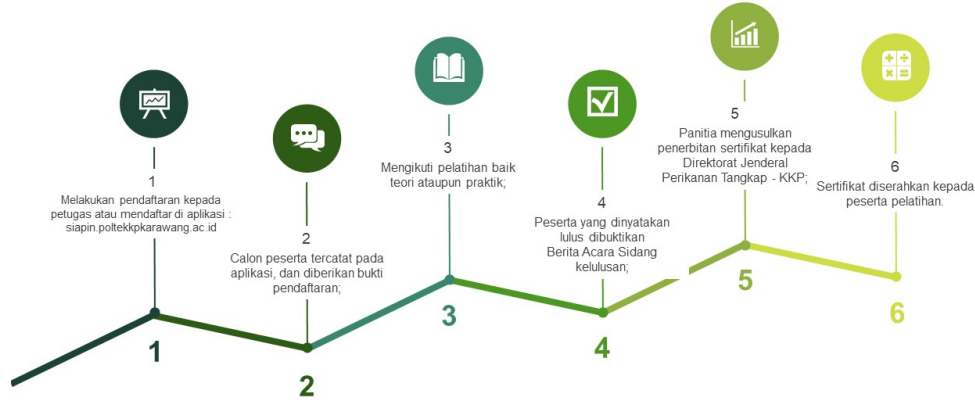 1
Melakukan pendaftaran kepada
petugas atau mendaftar di aplikasi :
siapin.poltekkpkarawang.ac.id
1
2
Calon peserta tercatat pada
aplikasi, dan diberikan bukti
pendaftaran;
2
3
Mengikuti pelatihan baik
teori ataupun praktik;
3
4
Peserta yang dinyatakan
lulus dibuktikan
Berita Acara Sidang
kelulusan;
4
5
Panitia mengusulkan
penerbitan sertifikat kepada
Direktorat Jenderal
Perikanan Tangkap - KKP;
5
6
Sertifikat diserahkan kepada
peserta pelatihan.
6